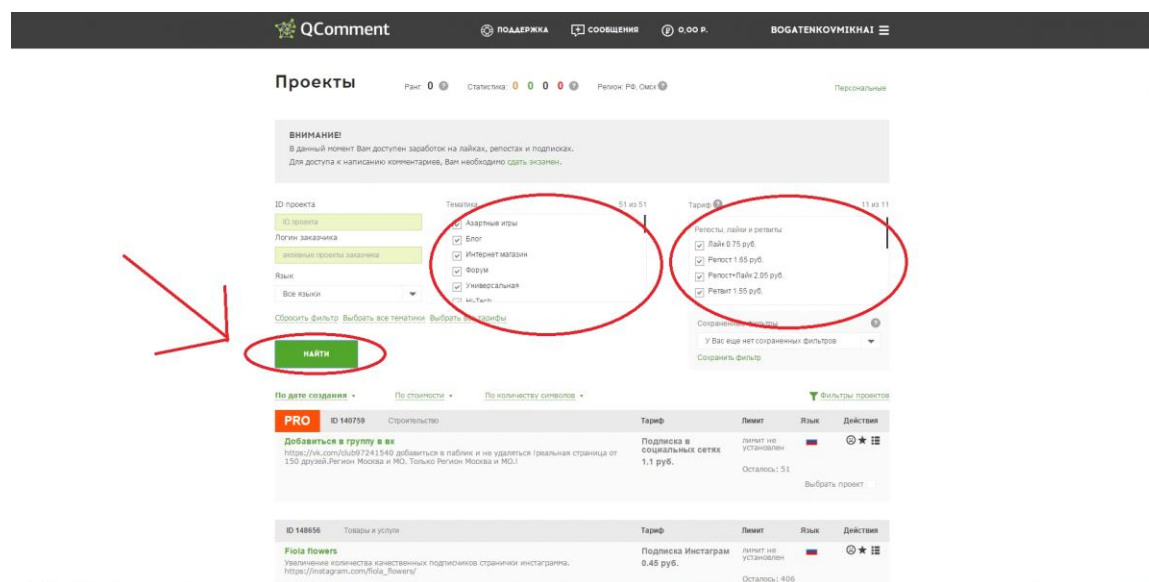 QComment
ПОДДЕРЖКА
СООБЩЕНИЯ
0,00 Р.
BOGATENKOVMIKHAI
Проекты
Ранг: 0
Статистика: 0 0 0 0
Регион: РФ, Омск
Персональные
ВНИМАНИЕ!
В данный момент Вам доступен заработок на лайках, репостах и подписках.
Для доступа к написанию комментариев, Вам необходимо сдать экзамен.
ID проекта
ID проекта
Логин заказчика
активные проекты заказчика
Язык
Все языки
Тематика
51 из 51
Азартные игры
Блог
Интернет магазин
Форум
Универсальная
Hi-Tech
Тариф
11 из 11
Репосты, лайки и ретвиты
Лайк 0.75 руб.
Репост 1.65 руб.
Репост+Лайк 2.05 руб.
Ретвит 1.55 руб.
Сбросить фильтр Выбрать все тематики Выбрать все тарифы
Сохраненные фильтры
У Вас еще нет сохраненных фильтров
Сохранить фильтр
НАЙТИ
По дате создания
По стоимости
По количеству символов
Фильтры проектов
PRO ID 140759 Строительство Тариф Лимит Язык Действия
Добавиться в группу в вк
https://vk.com/club97241540 добавиться в паблик и не удаляться !реальная страница от
150 друзей.Регион Москва и МО. Только Регион Москва и МО.!
Подписка в
социальных сетях
1.1 руб.
лимит не
установлен
Осталось: 51
Выбрать проект
ID 148656 Товары и услуги Тариф Лимит Язык Действия
Fiola flowers
Увеличение количества качественных подписчиков странички инстаграмма.
https://instagram.com/fiola_flowers/
Подписка Инстаграм
0.45 руб.
лимит не
установлен
Осталось: 406